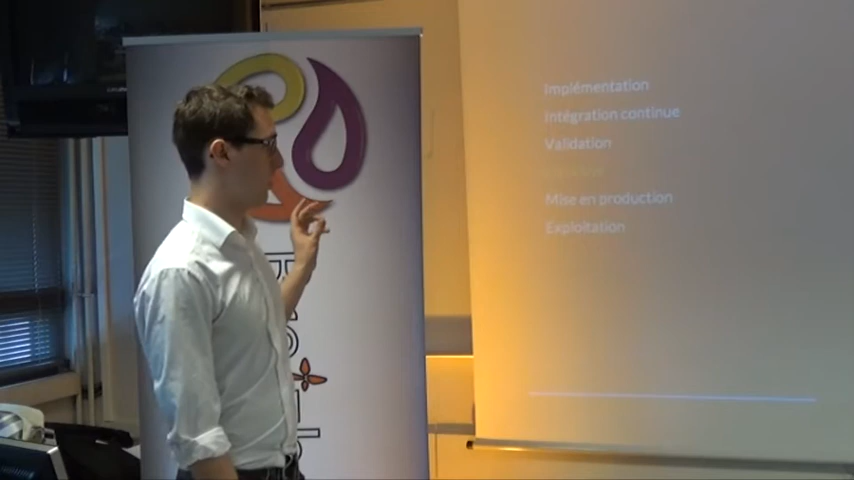 Implémentation
Intégration continue
Validation
Mise en production
Exploitation